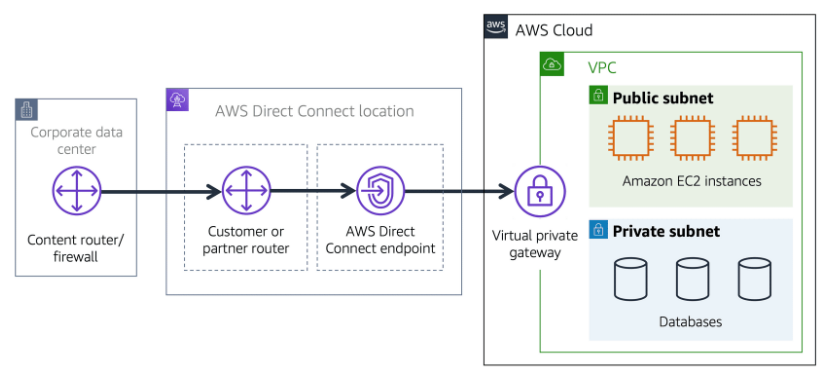 aws
AWS Cloud
VPC
Corporate data
center
AWS Direct Connect location
Public subnet
Amazon EC2 instances
Content router/
firewall
Customer or
partner router
AWS Direct
Connect endpoint
Virtual private
gateway
Private subnet
Databases